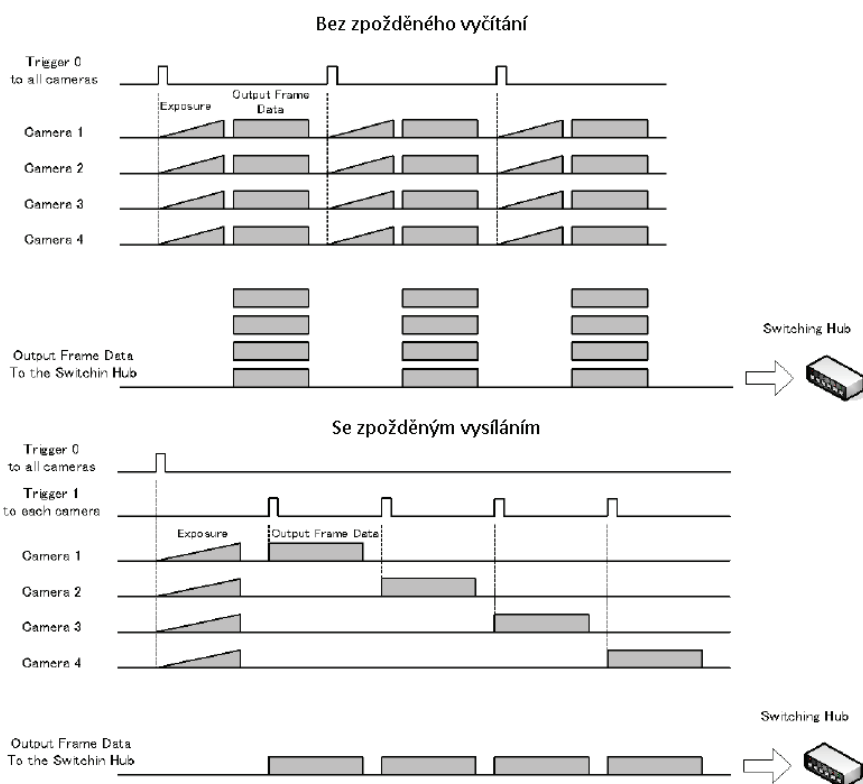 Bez zpožděného vyčítání
Trigger 0
to all cameras
Exposure
Output Frame
Data
Camera 1
Camera 2
Camera 3
Camera 4
Output Frame Data
To the Switchin Hub
Switching Hub
Se zpožděným vysíláním
Trigger 0
to all cameras
Trigger 1
to each camera
Exposure
Output Frame Data
Camera 1
Camera 2
Camera 3
Camera 4
Output Frame Data
To the Switchin Hub
Switching Hub